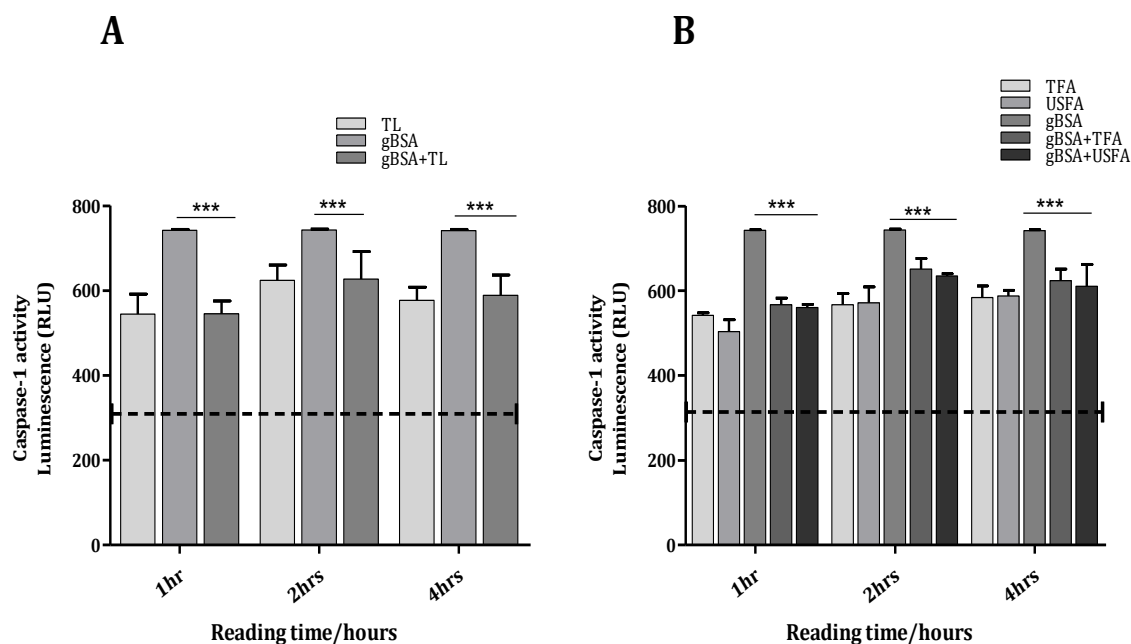 A
TL
gBSA
gBSA+TL
Caspase-1 activity
Luminescence (RLU)
800
600
400
200
0
***
***
***
1hr
2hrs
4hrs
Reading time/hours
B
TFA
USFA
gBSA
gBSA+TFA
gBSA+USFA
Caspase-1 activity
Luminescence (RLU)
800
600
400
200
0
***
***
***
1hr
2hrs
4hrs
Reading time/hours